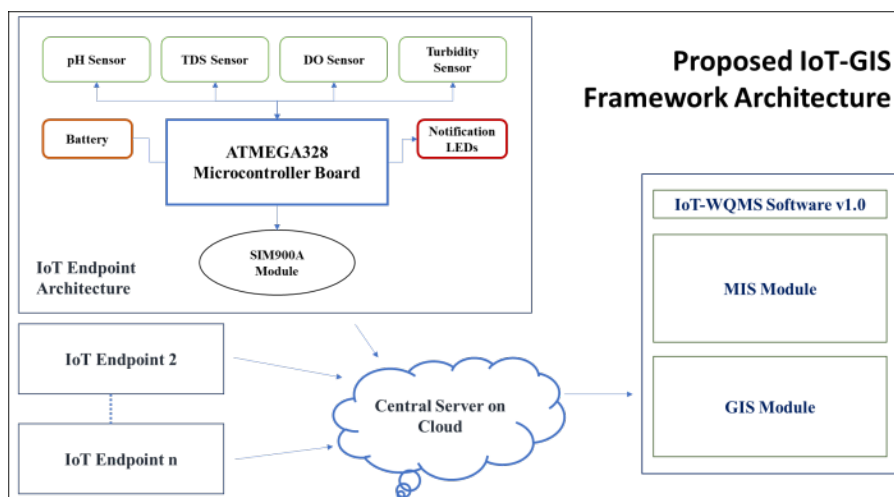 Proposed IoT-GIS
Framework Architecture
pH Sensor
TDS Sensor
DO Sensor
Turbidity
Sensor
Battery
ATMEGA328
Microcontroller Board
Notification
LEDs
SIM900A
Module
IoT Endpoint
Architecture
IoT Endpoint 2
IoT Endpoint n
Central Server on
Cloud
IoT-WQMS Software v1.0
MIS Module
GIS Module